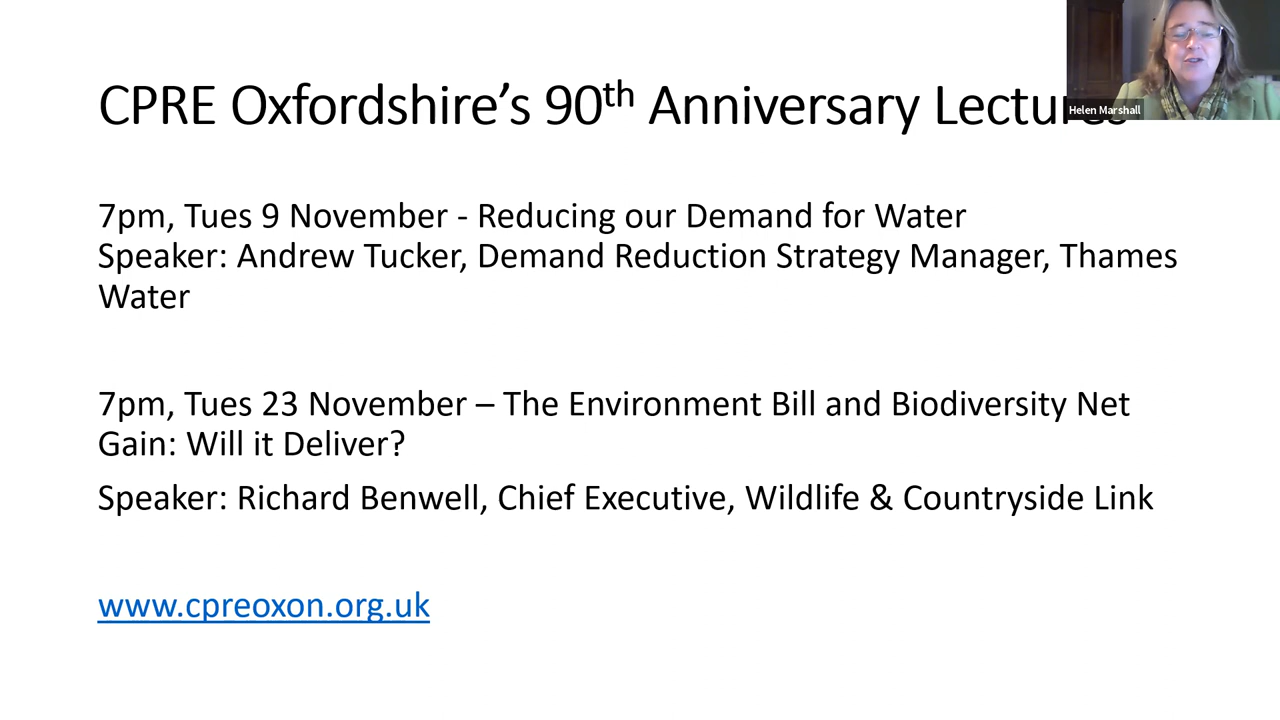 CPRE Oxfordshire's 90th Anniversary Lectures
Helen Marshall
7pm, Tues 9 November - Reducing our Demand for Water
Speaker: Andrew Tucker, Demand Reduction Strategy Manager, Thames
Water
7pm, Tues 23 November – The Environment Bill and Biodiversity Net
Gain: Will it Deliver?
Speaker: Richard Benwell, Chief Executive, Wildlife & Countryside Link
www.cpreoxon.org.uk